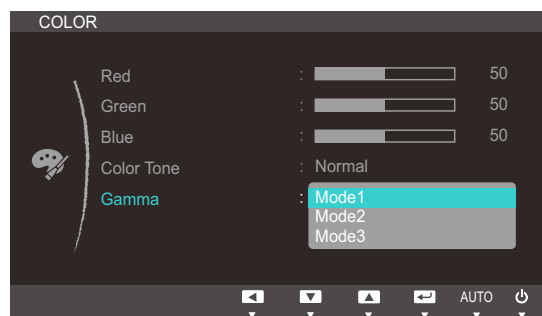 COLOR
Red : 50
Green : 50
Blue : 50
Color Tone : Normal
Gamma : Mode1
Mode2
Mode3
AUTO